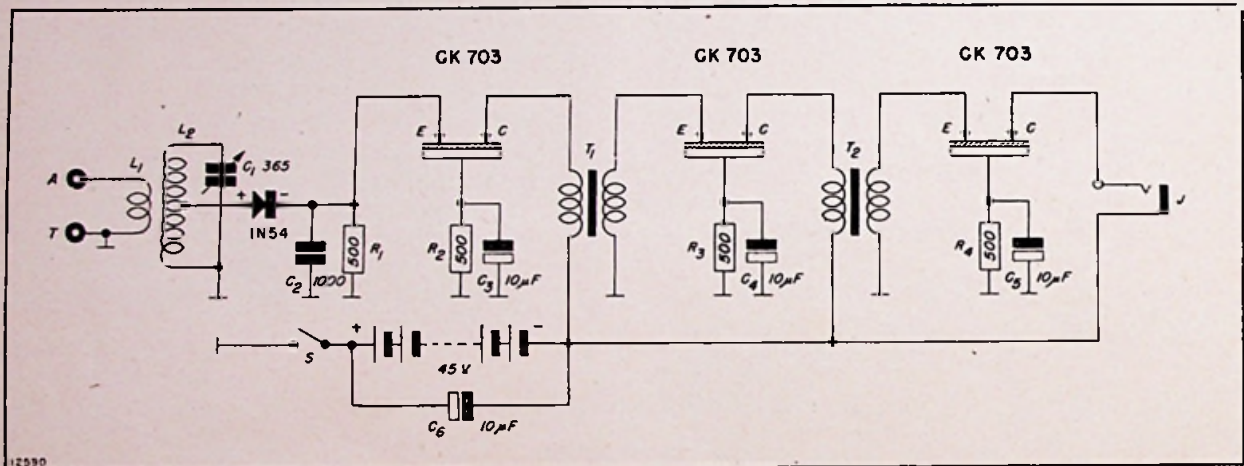 CK 703
CK 703
CK 703
E C
E C
E C
L1
L2
C1 365
A
T
+ -
1N54
C2 1000
R1 500
R2 500
C3 10µF
T1
R3 500
C4 10µF
T2
R4 500
C5 10µF
J
S
+ -
45 V
C6 10µF
12590